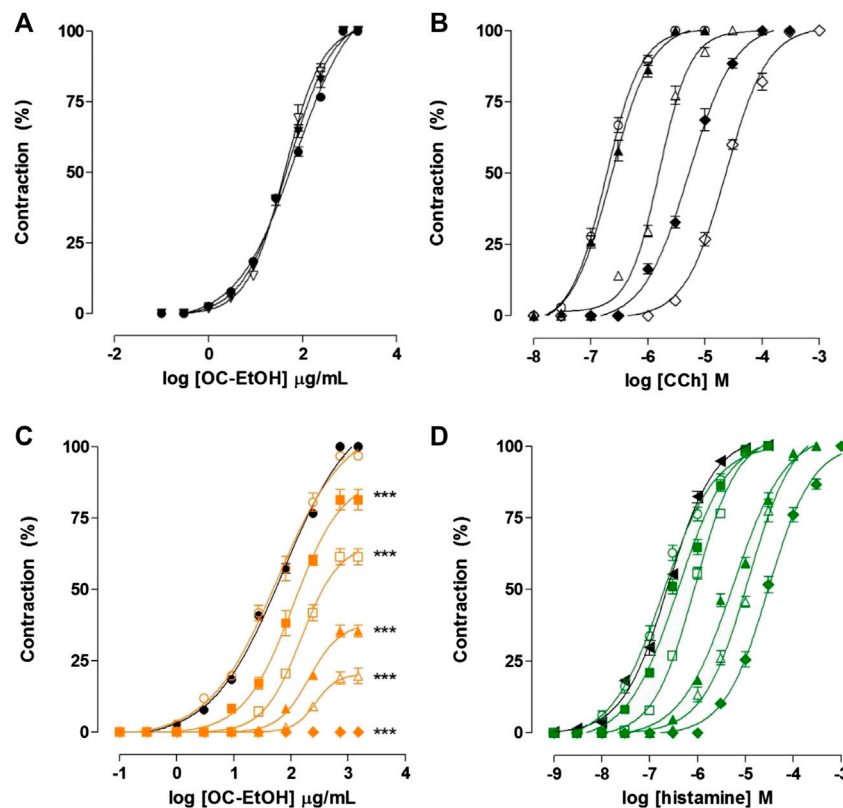 A
Contraction (%)
100
75
50
25
0
-2 0 2 4
log [OC-EtOH] µg/mL
B
Contraction (%)
100
75
50
25
0
-8 -7 -6 -5 -4 -3
log [CCh] M
C
Contraction (%)
100
75
50
25
0
***
***
***
***
***
-1 0 1 2 3 4
log [OC-EtOH] µg/mL
D
Contraction (%)
100
75
50
25
0
-9 -8 -7 -6 -5 -4 -3
log [histamine] M